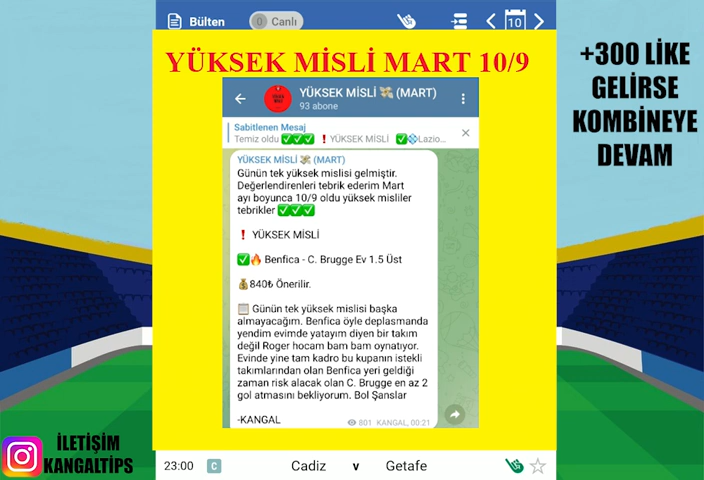 Bülten
0 Canlı
10
YÜKSEK MİSLİ MART 10/9
YÜKSEK MİSLİ 💸 (MART)
93 abone
Sabitlenen Mesaj
Temiz oldu ✅✅✅ ❗YÜKSEK MİSLİ ✅💠Lazio...
YÜKSEK MİSLİ 💸 (MART)
Günün tek yüksek mislisi gelmiştir.
Değerlendirenleri tebrik ederim Mart
ayı boyunca 10/9 oldu yüksek misliler
tebrikler ✅✅✅
❗ YÜKSEK MİSLİ
✅🔥 Benfica - C. Brugge Ev 1.5 Üst
💰840₺ Önerilir.
📋 Günün tek yüksek mislisi başka
almayacağım. Benfica öyle deplasmanda
yendim evimde yatayım diyen bir takım
değil Roger hocam bam bam oynatıyor.
Evinde yine tam kadro bu kupanın istekli
takımlarından olan Benfica yeri geldiği
zaman risk alacak olan C. Brugge en az 2
gol atmasını bekliyorum. Bol Şanslar
-KANGAL
801 KANGAL, 00:21
+300 LİKE
GELİRSE
KOMBİNEYE
DEVAM
İLETİŞİM
KANGALTİPS
23:00 C Cadiz v Getafe